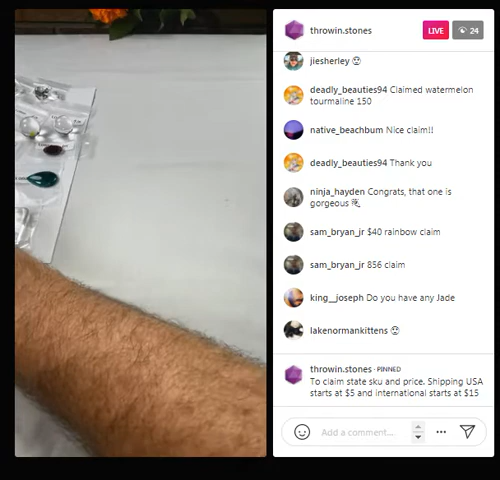 throwin.stones
LIVE
24
jiesherley
deadly_beauties94 Claimed watermelon
tourmaline 150
native_beachbum Nice claim!!
deadly_beauties94 Thank you
ninja_hayden Congrats, that one is
gorgeous
sam_bryan_jr $40 rainbow claim
sam_bryan_jr 856 claim
king__joseph Do you have any Jade
lakenormankittens
throwin.stones · PINNED
To claim state sku and price. Shipping USA
starts at $5 and international starts at $15
Add a comment...